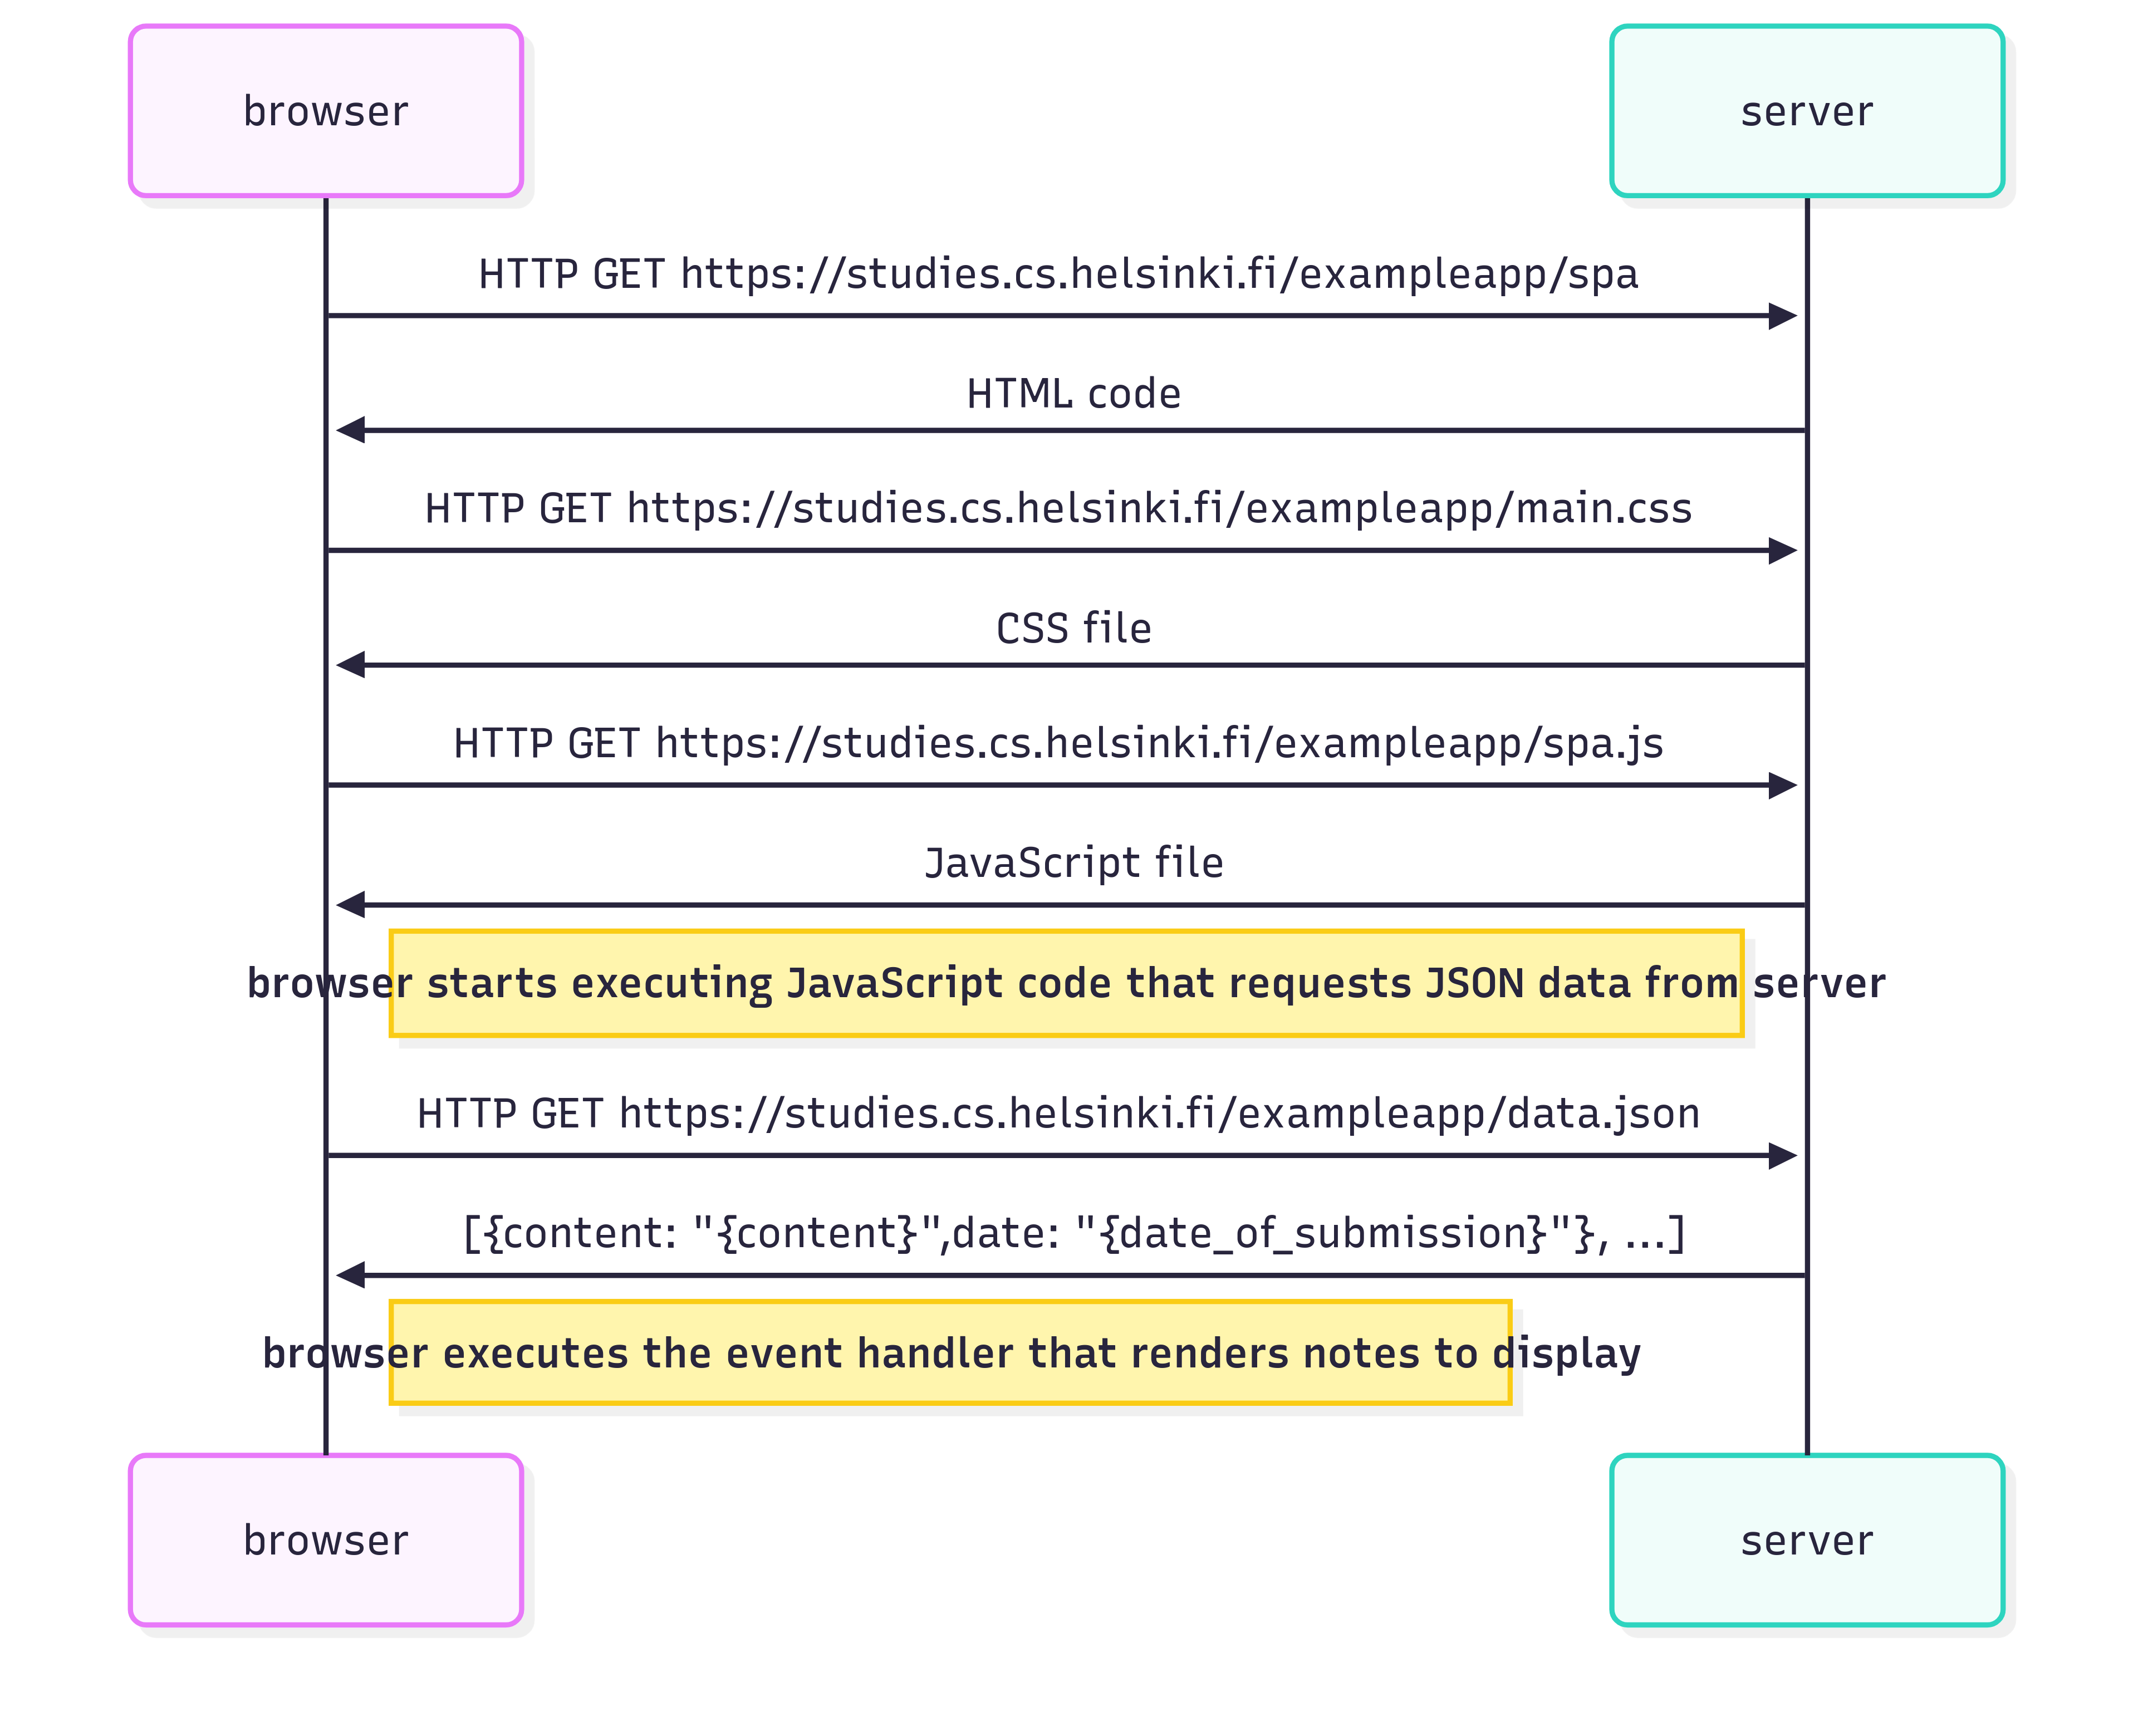 browser
server
HTTP GET https://studies.cs.helsinki.fi/exampleapp/spa
HTML code
HTTP GET https://studies.cs.helsinki.fi/exampleapp/main.css
CSS file
HTTP GET https://studies.cs.helsinki.fi/exampleapp/spa.js
JavaScript file
browser starts executing JavaScript code that requests JSON data from server
HTTP GET https://studies.cs.helsinki.fi/exampleapp/data.json
[{content: "{content}",date: "{date_of_submission}"}, ...]
browser executes the event handler that renders notes to display
browser
server